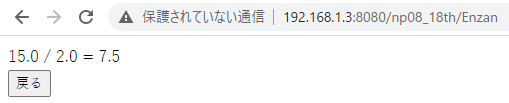 保護されていない通信 | 192.168.1.3:8080/np08_18th/Enzan
15.0 / 2.0 = 7.5
戻る